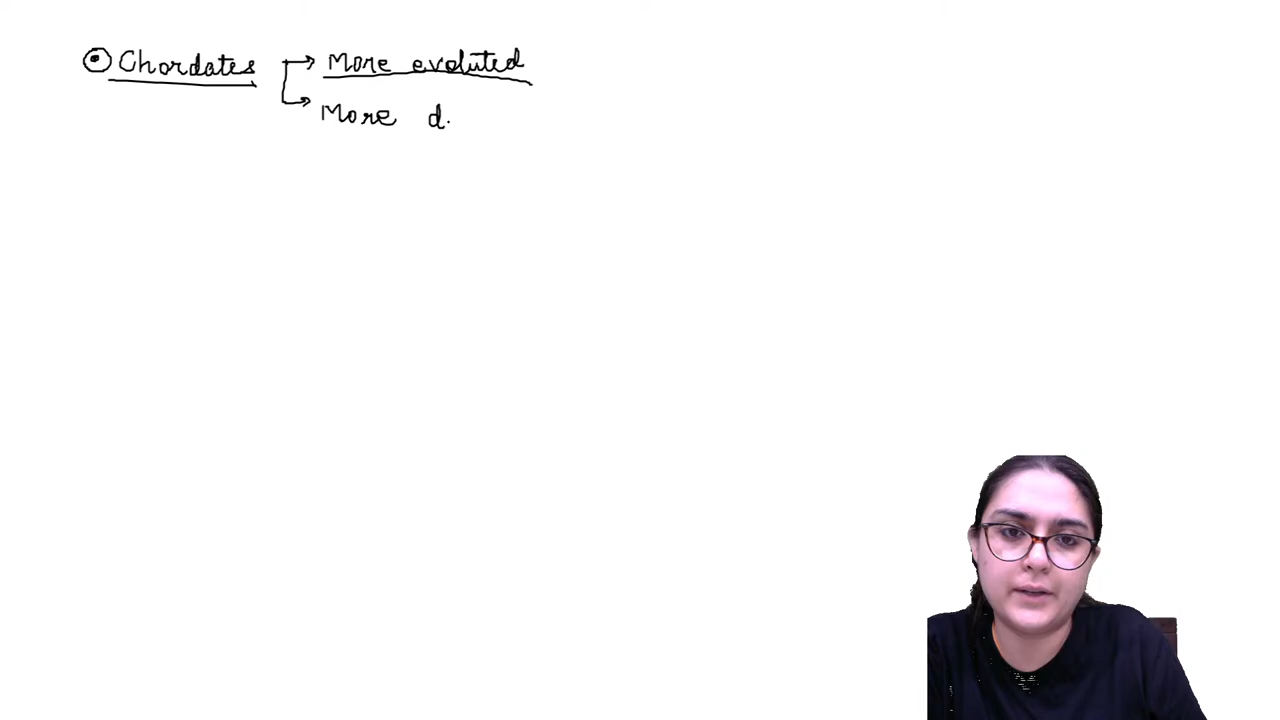 Chordates → More evoluted
→ More d.